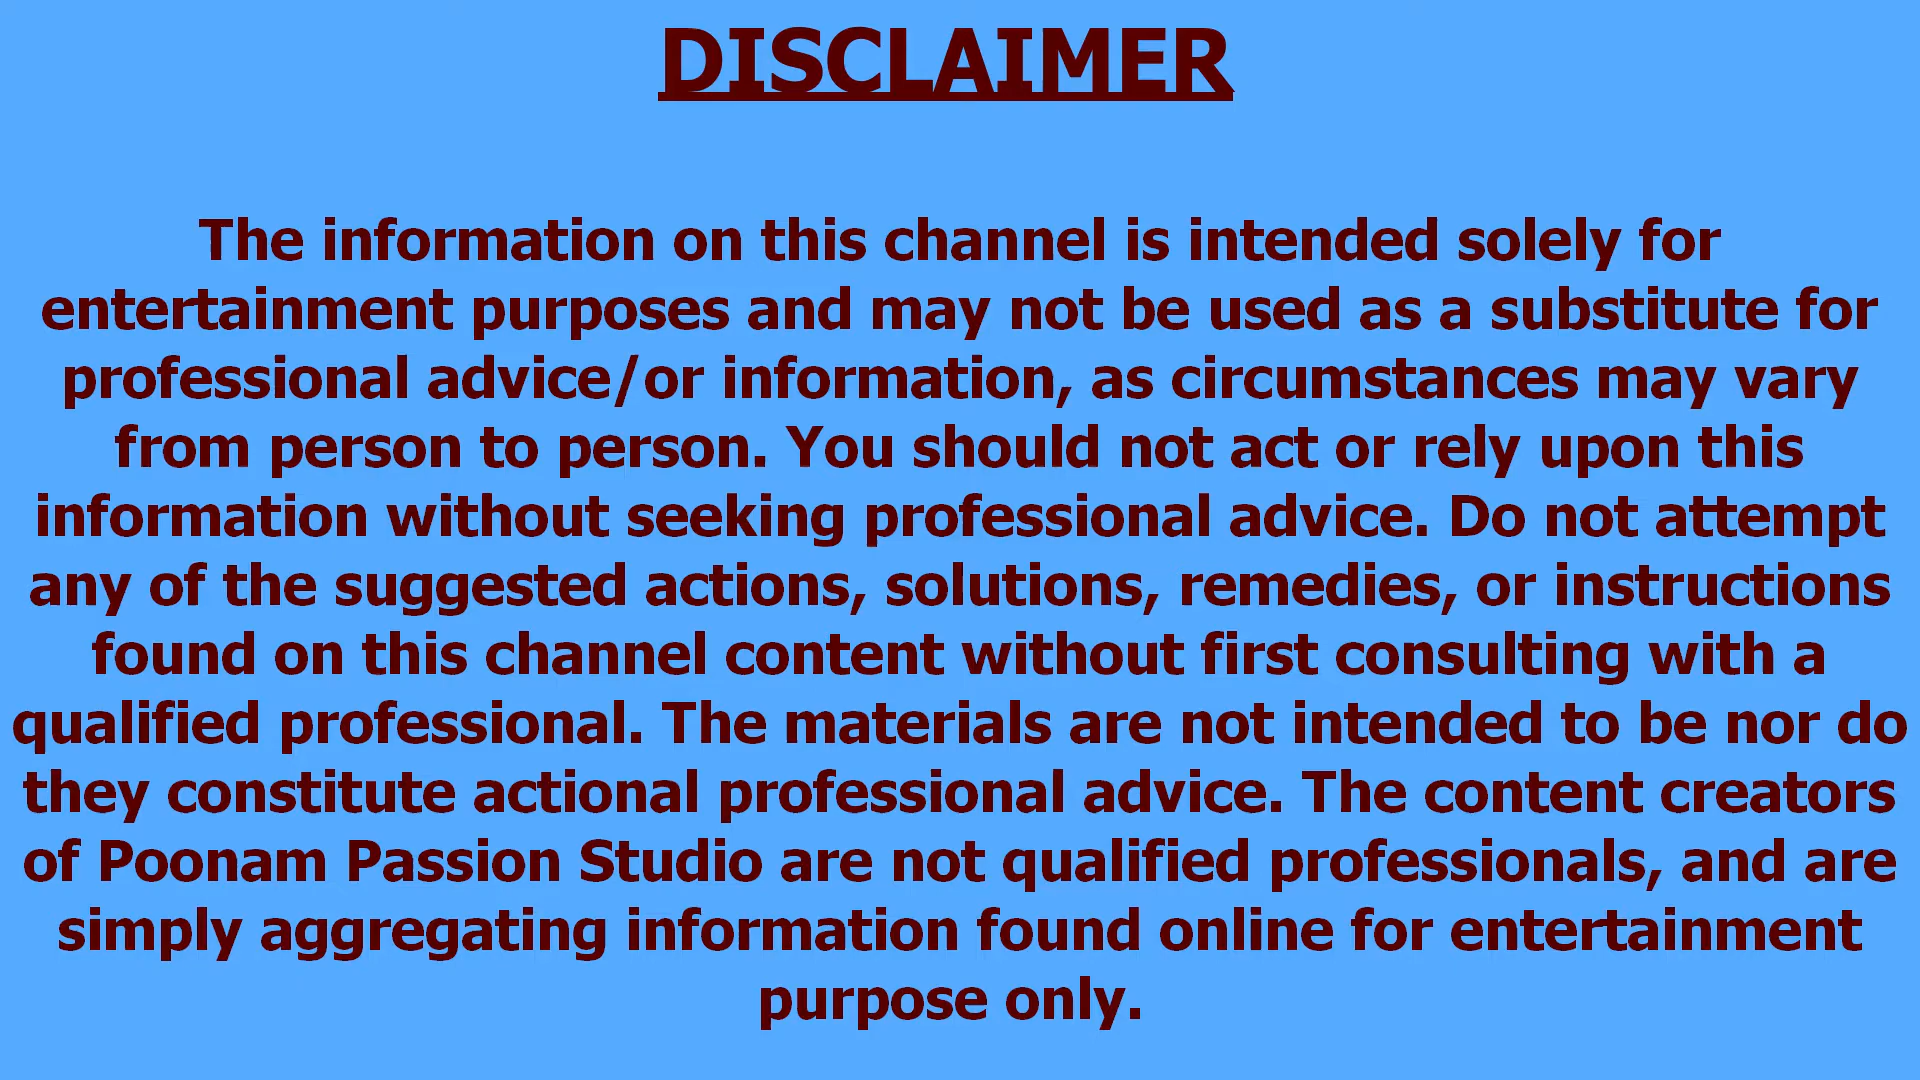 DISCLAIMER
The information on this channel is intended solely for
entertainment purposes and may not be used as a substitute for
professional advice/or information, as circumstances may vary
from person to person. You should not act or rely upon this
information without seeking professional advice. Do not attempt
any of the suggested actions, solutions, remedies, or instructions
found on this channel content without first consulting with a
qualified professional. The materials are not intended to be nor do
they constitute actional professional advice. The content creators
of Poonam Passion Studio are not qualified professionals, and are
simply aggregating information found online for entertainment
purpose only.